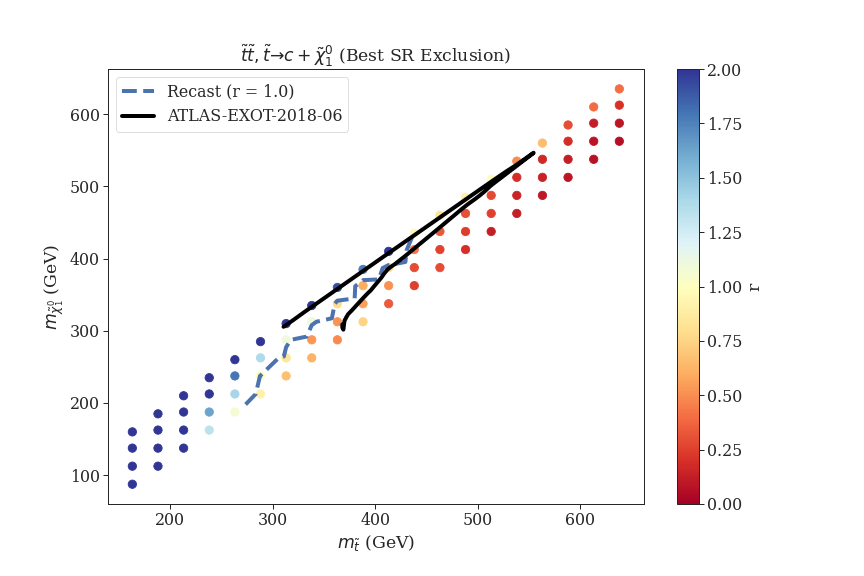 t̃t̃, t̃→c + χ̃₁⁰ (Best SR Exclusion)
Recast (r = 1.0)
ATLAS-EXOT-2018-06
600
500
400
300
200
100
m_χ̃₁⁰ (GeV)
200 300 400 500 600
m_t̃ (GeV)
2.00
1.75
1.50
1.25
1.00
0.75
0.50
0.25
0.00
r